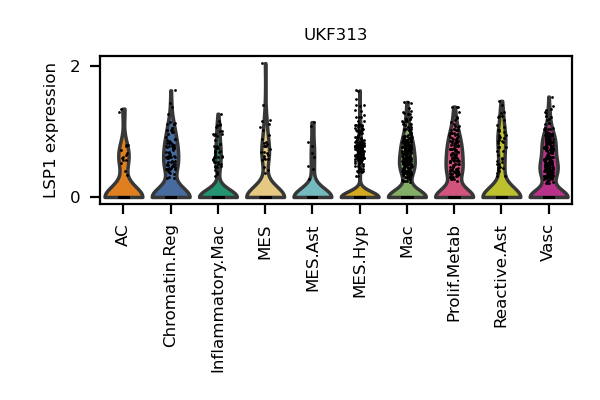 UKF313
LSP1 expression
2
0
AC
Chromatin.Reg
Inflammatory.Mac
MES
MES.Ast
MES.Hyp
Mac
Prolif.Metab
Reactive.Ast
Vasc